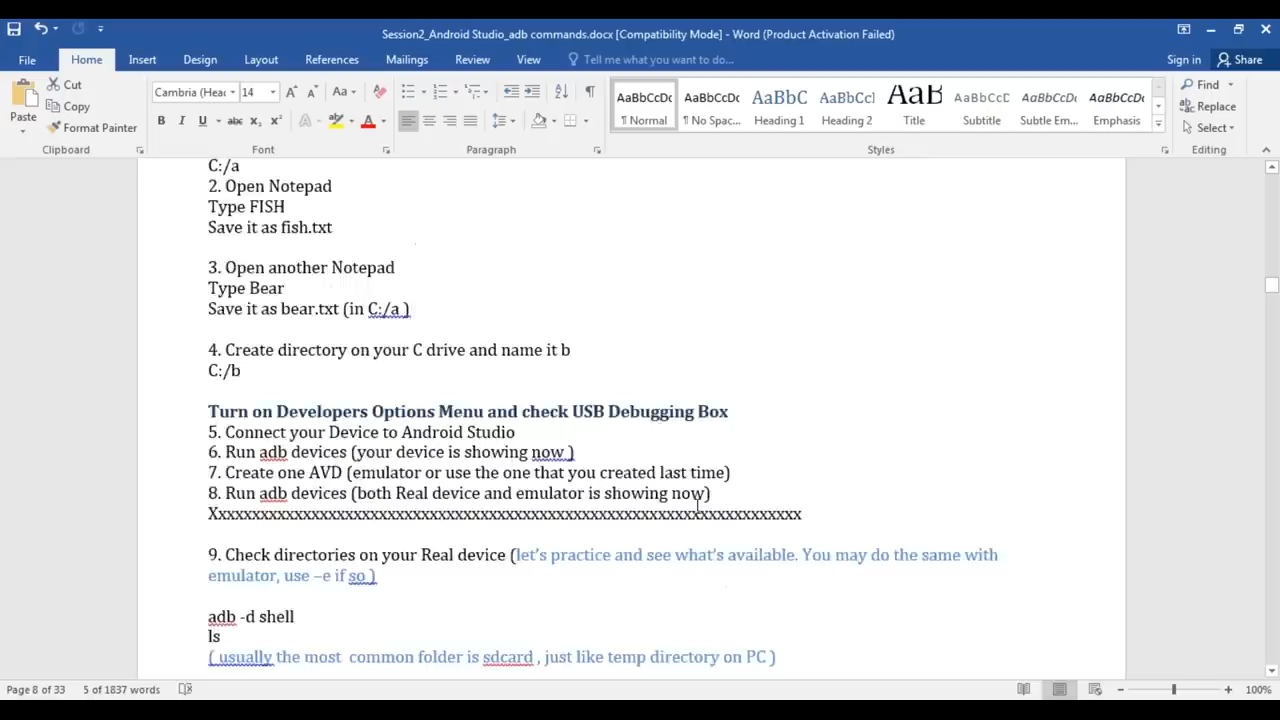 Session2_Android Studio_adb commands.docx [Compatibility Mode] - Word (Product Activation Failed)
File Home Insert Design Layout References Mailings Review View Tell me what you want to do... Sign in Share
Paste Cut Copy Format Painter
Cambria (Head 14
AaBbCcDc AaBbCcDc AaBbC AaBbCc AaB AaBbCcD AaBbCcDc AaBbCcDc
¶ Normal ¶ No Spac... Heading 1 Heading 2 Title Subtitle Subtle Em... Emphasis
Find Replace Select
Clipboard Font Paragraph Styles Editing
C:/a
2. Open Notepad
Type FISH
Save it as fish.txt
3. Open another Notepad
Type Bear
Save it as bear.txt (in C:/a )
4. Create directory on your C drive and name it b
C:/b
Turn on Developers Options Menu and check USB Debugging Box
5. Connect your Device to Android Studio
6. Run adb devices (your device is showing now )
7. Create one AVD (emulator or use the one that you created last time)
8. Run adb devices (both Real device and emulator is showing now)
Xxxxxxxxxxxxxxxxxxxxxxxxxxxxxxxxxxxxxxxxxxxxxxxxxxxxxxxxxxxxxxxxxxxxxx
9. Check directories on your Real device (let's practice and see what's available. You may do the same with
emulator, use –e if so )
adb -d shell
ls
( usually the most  common folder is sdcard , just like temp directory on PC )
Page 8 of 33 5 of 1837 words 100%